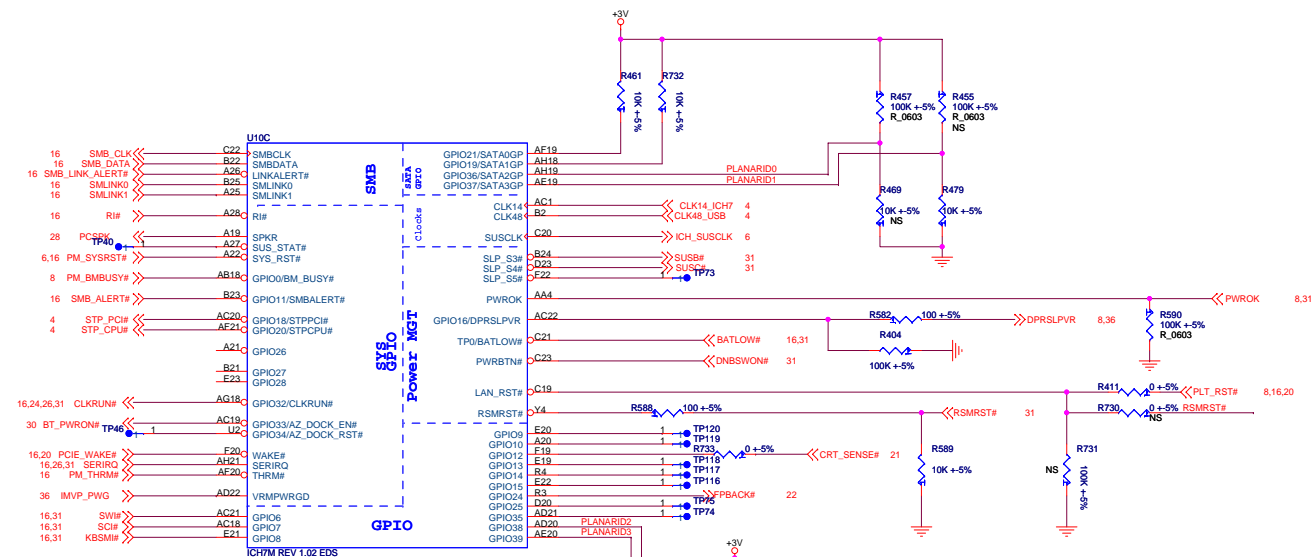 +3V
R461
10K +-5%
R732
10K +-5%
R457
100K +-5%
R_0603
R455
100K +-5%
R_0603
NS
R469
10K +-5%
NS
R479
10K +-5%
U10C
16 SMB_CLK C22 SMBCLK
16 SMB_DATA B22 SMBDATA
16 SMB_LINK_ALERT# A26 LINKALERT#
16 SMLINK0 B25 SMLINK0
16 SMLINK1 A25 SMLINK1
16 RI# A28 RI#
28 PCSPK A19 SPKR
TP40 1 A27 SUS_STAT#
6,16 PM_SYSRST# A22 SYS_RST#
8 PM_BMBUSY# AB18 GPIO0/BM_BUSY#
16 SMB_ALERT# B23 GPIO11/SMBALERT#
4 STP_PCI# AC20 GPIO18/STPPCI#
4 STP_CPU# AF21 GPIO20/STPCPU#
A21 GPIO26
B21 GPIO27
E23 GPIO28
16,24,26,31 CLKRUN# AG18 GPIO32/CLKRUN#
30 BT_PWRON# AC19 GPIO33/AZ_DOCK_EN#
TP46 1 U2 GPIO34/AZ_DOCK_RST#
16,20 PCIE_WAKE# F20 WAKE#
16,26,31 SERIRQ AH21 SERIRQ
16 PM_THRM# AF20 THRM#
36 IMVP_PWG AD22 VRMPWRGD
16,31 SWI# AC21 GPIO6
16,31 SCI# AC18 GPIO7
16,31 KBSMI# E21 GPIO8
SMB
SATA
GPIO
Clocks
SYS
GPIO
Power MGT
GPIO
GPIO21/SATA0GP AF19
GPIO19/SATA1GP AH18
GPIO36/SATA2GP AH19 PLANARID0
GPIO37/SATA3GP AE19 PLANARID1
CLK14 AC1 CLK14_ICH7 4
CLK48 B2 CLK48_USB 4
SUSCLK C20 ICH_SUSCLK 6
SLP_S3# B24 SUSB# 31
SLP_S4# D23 SUSC# 31
SLP_S5# F22 1 TP73
PWROK AA4 PWROK 8,31
R590
100K +-5%
R_0603
GPIO16/DPRSLPVR AC22 R582 100 +-5% DPRSLPVR 8,36
R404
100K +-5%
TP0/BATLOW# C21 BATLOW# 16,31
PWRBTN# C23 DNBSWON# 31
LAN_RST# C19 R411 0 +-5% PLT_RST# 8,16,20
RSMRST# Y4 R588 100 +-5% RSMRST# 31
R730 0 +-5% RSMRST#
NS
R589
10K +-5%
R731
NS
100K +-5%
GPIO9 E20 1 TP120
GPIO10 A20 1 TP119
GPIO12 F19 R733 0 +-5% CRT_SENSE# 21
GPIO13 E19 1 TP118
GPIO14 R4 1 TP117
GPIO15 E22 1 TP116
GPIO24 R3 FPBACK# 22
GPIO25 D20 1 TP75
GPIO35 AD21 1 TP74
GPIO38 AD20 PLANARID2
GPIO39 AE20 PLANARID3
ICH7M REV 1.02 EDS
+3V